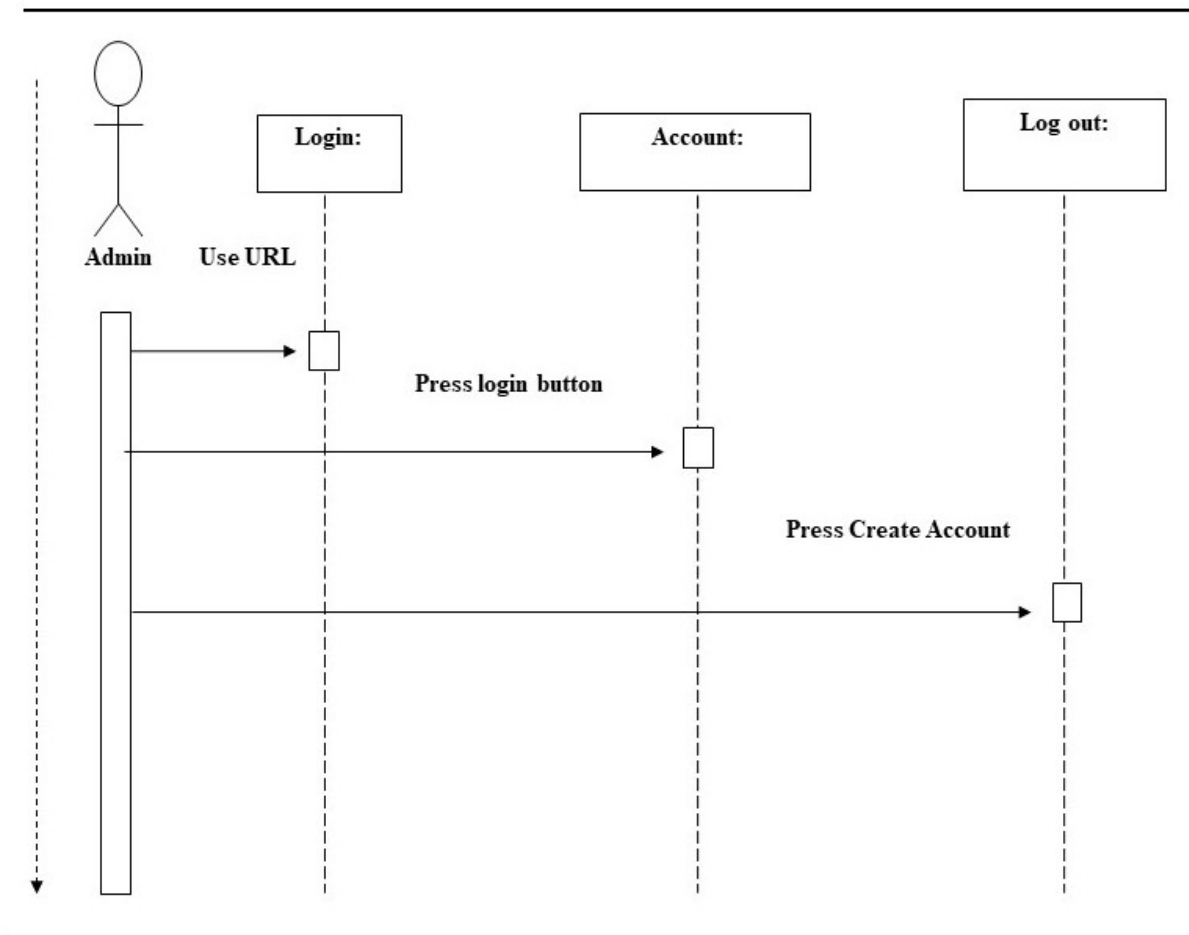 Login:
Account:
Log out:
Admin
Use URL
Press login button
Press Create Account